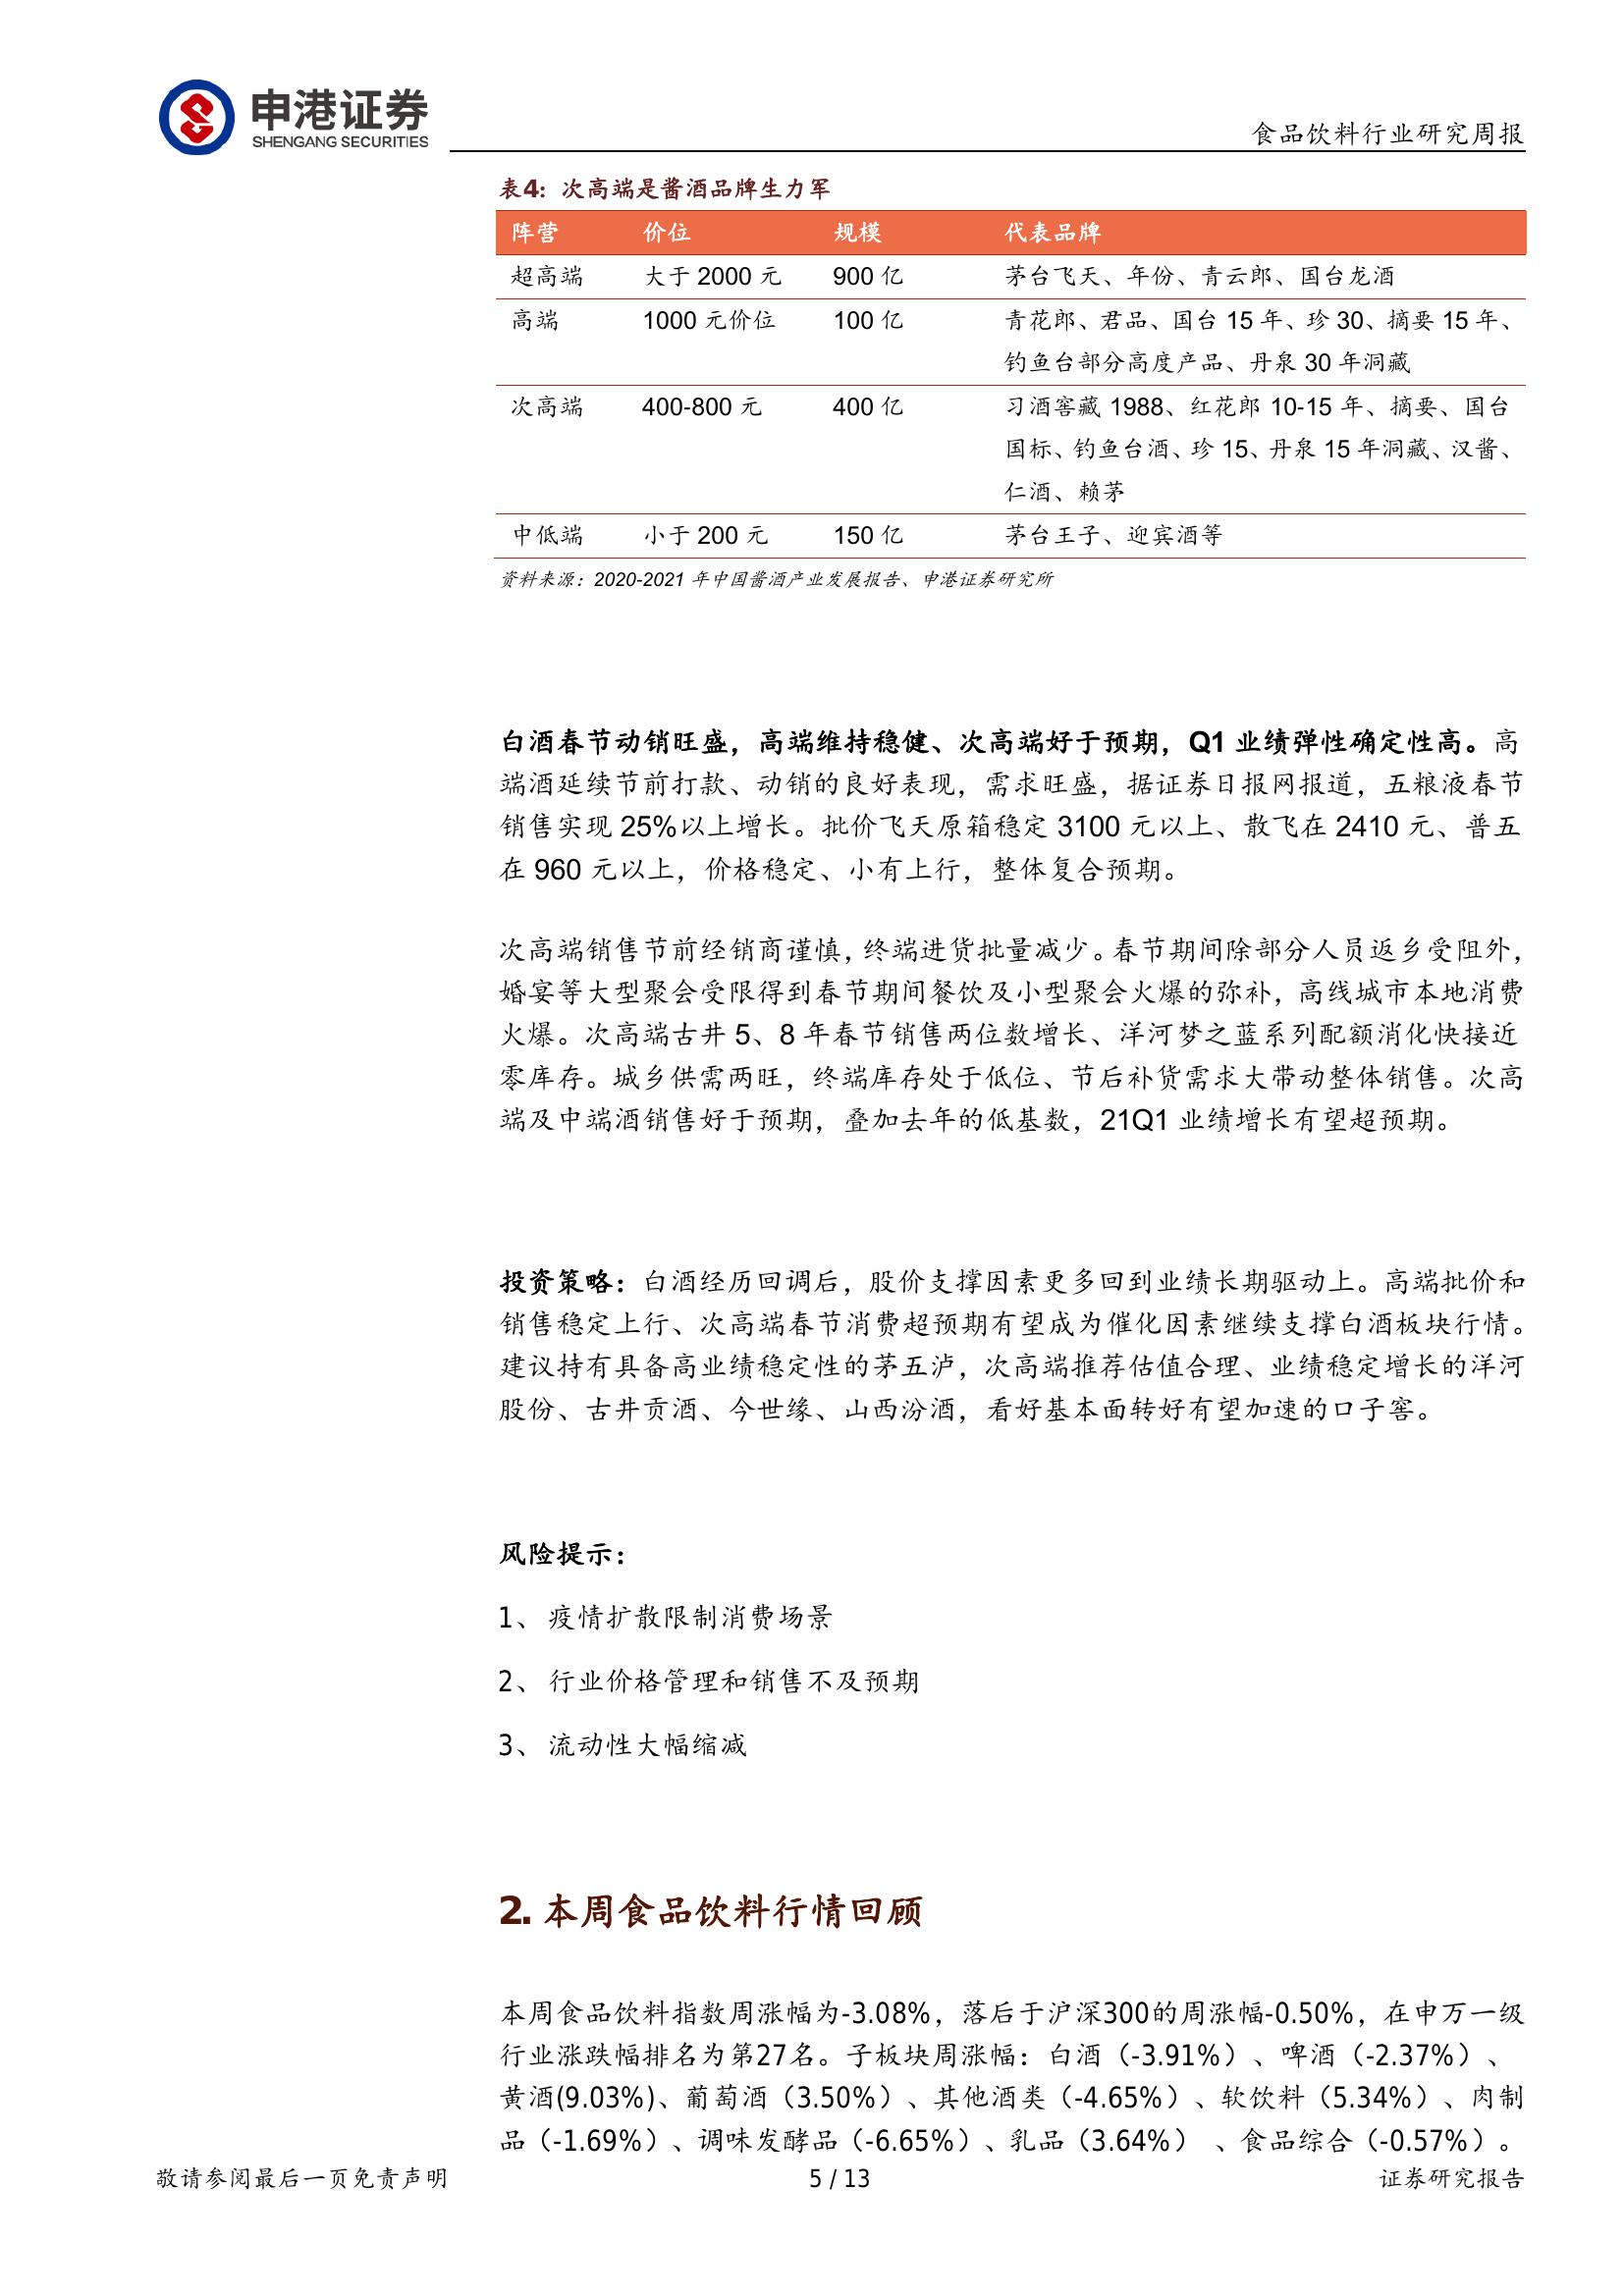 申港证券
SHENGANG SECURITIES
食品饮料行业研究周报
表4：次高端是酱酒品牌生力军
阵营 价位 规模 代表品牌
超高端 大于 2000 元 900 亿 茅台飞天、年份、青云郎、国台龙酒
高端 1000 元价位 100 亿 青花郎、君品、国台 15 年、珍 30、摘要 15 年、
钓鱼台部分高度产品、丹泉 30 年洞藏
次高端 400-800 元 400 亿 习酒窖藏 1988、红花郎 10-15 年、摘要、国台
国标、钓鱼台酒、珍 15、丹泉 15 年洞藏、汉酱、
仁酒、赖茅
中低端 小于 200 元 150 亿 茅台王子、迎宾酒等
资料来源：2020-2021 年中国酱酒产业发展报告、申港证券研究所
白酒春节动销旺盛，高端维持稳健、次高端好于预期，Q1 业绩弹性确定性高。高
端酒延续节前打款、动销的良好表现，需求旺盛，据证券日报网报道，五粮液春节
销售实现 25%以上增长。批价飞天原箱稳定 3100 元以上、散飞在 2410 元、普五
在 960 元以上，价格稳定、小有上行，整体复合预期。
次高端销售节前经销商谨慎，终端进货批量减少。春节期间除部分人员返乡受阻外，
婚宴等大型聚会受限得到春节期间餐饮及小型聚会火爆的弥补，高线城市本地消费
火爆。次高端古井 5、8 年春节销售两位数增长、洋河梦之蓝系列配额消化快接近
零库存。城乡供需两旺，终端库存处于低位、节后补货需求大带动整体销售。次高
端及中端酒销售好于预期，叠加去年的低基数，21Q1 业绩增长有望超预期。
投资策略：白酒经历回调后，股价支撑因素更多回到业绩长期驱动上。高端批价和
销售稳定上行、次高端春节消费超预期有望成为催化因素继续支撑白酒板块行情。
建议持有具备高业绩稳定性的茅五泸，次高端推荐估值合理、业绩稳定增长的洋河
股份、古井贡酒、今世缘、山西汾酒，看好基本面转好有望加速的口子窖。
风险提示：
1、 疫情扩散限制消费场景
2、 行业价格管理和销售不及预期
3、 流动性大幅缩减
2. 本周食品饮料行情回顾
本周食品饮料指数周涨幅为-3.08%，落后于沪深300的周涨幅-0.50%，在申万一级
行业涨跌幅排名为第27名。子板块周涨幅：白酒（-3.91%）、啤酒（-2.37%）、
黄酒(9.03%)、葡萄酒（3.50%）、其他酒类（-4.65%）、软饮料（5.34%）、肉制
品（-1.69%）、调味发酵品（-6.65%）、乳品（3.64%） 、食品综合（-0.57%）。
敬请参阅最后一页免责声明 5 / 13 证券研究报告